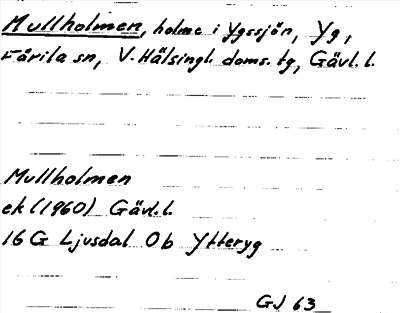 Mullholmen, holme i Ygssjön, Yg,
Färila sn, V. Hälsingl. doms. tg, Gävl. l.
Mullholmen
ek (1960) Gävl. l.
16 G Ljusdal Ob Ytteryg
GJ 63